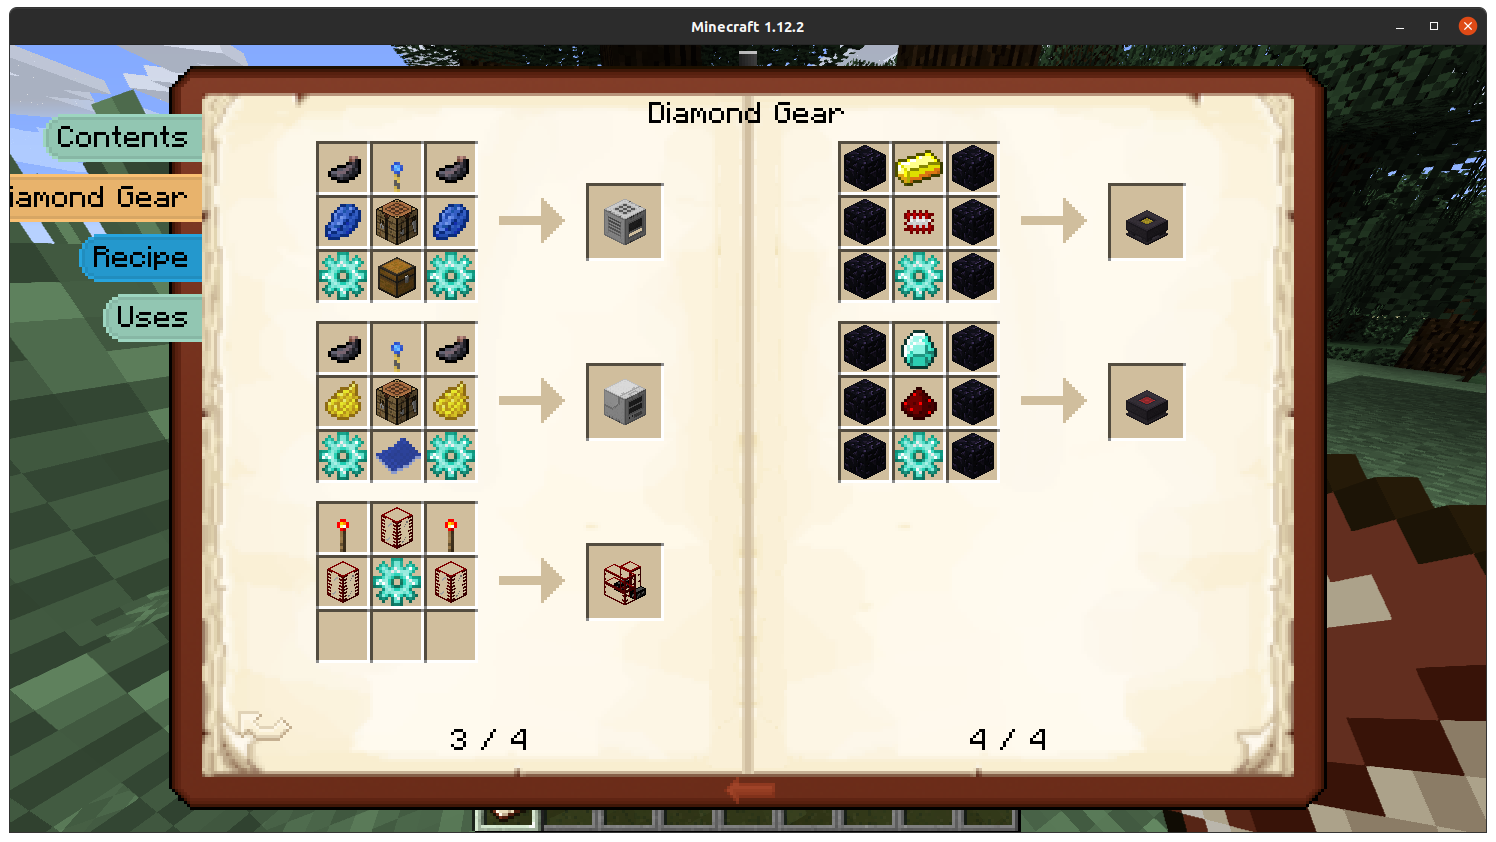 Minecraft 1.12.2
Diamond Gear
Contents
iamond Gear
Recipe
Uses
3 / 4
4 / 4